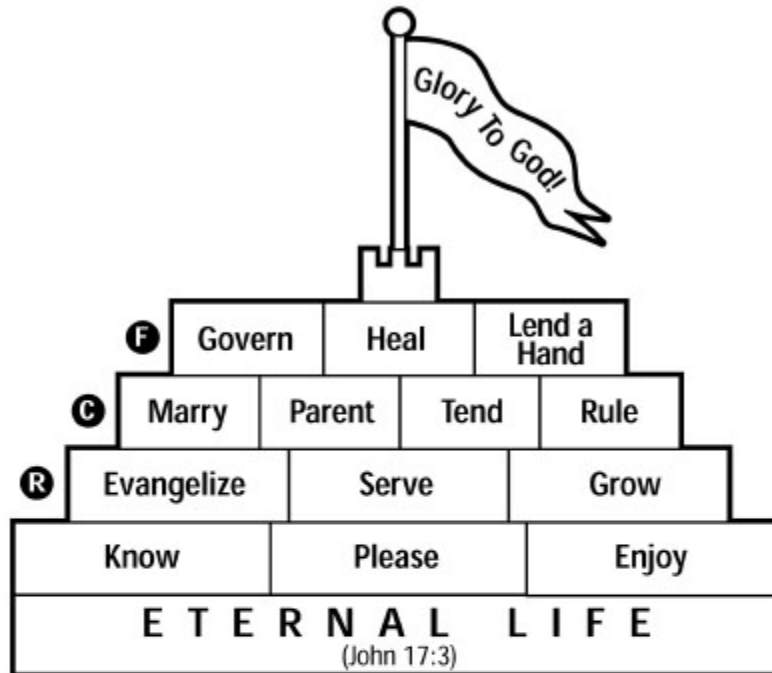 Glory To God!
F Govern Heal Lend a Hand
C Marry Parent Tend Rule
R Evangelize Serve Grow
Know Please Enjoy
ETERNAL LIFE
(John 17:3)